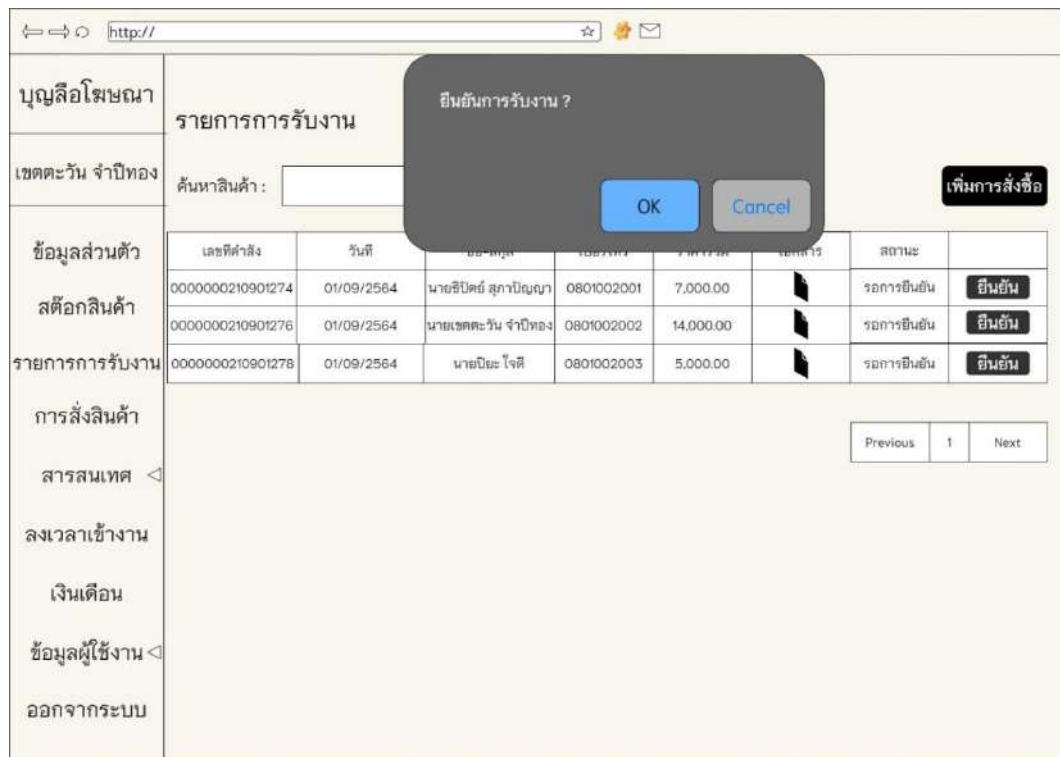 http://
บุญลือโฆษณา
เขตตะวัน จำปีทอง
ข้อมูลส่วนตัว
สต๊อกสินค้า
รายการการรับงาน
การสั่งสินค้า
สารสนเทศ
ลงเวลาเข้างาน
เงินเดือน
ข้อมูลผู้ใช้งาน
ออกจากระบบ
รายการการรับงาน
ยืนยันการรับงาน ?
OK Cancel
ค้นหาสินค้า :
เพิ่มการสั่งซื้อ
เลขที่คำสั่ง วันที่ สถานะ
0000000210901274 01/09/2564 นายธิปัตย์ สุภาปัญญา 0801002001 7,000.00 รอการยืนยัน ยืนยัน
0000000210901276 01/09/2564 นายเขตตะวัน จำปีทอง 0801002002 14,000.00 รอการยืนยัน ยืนยัน
0000000210901278 01/09/2564 นายปิยะ ใจดี 0801002003 5,000.00 รอการยืนยัน ยืนยัน
Previous 1 Next